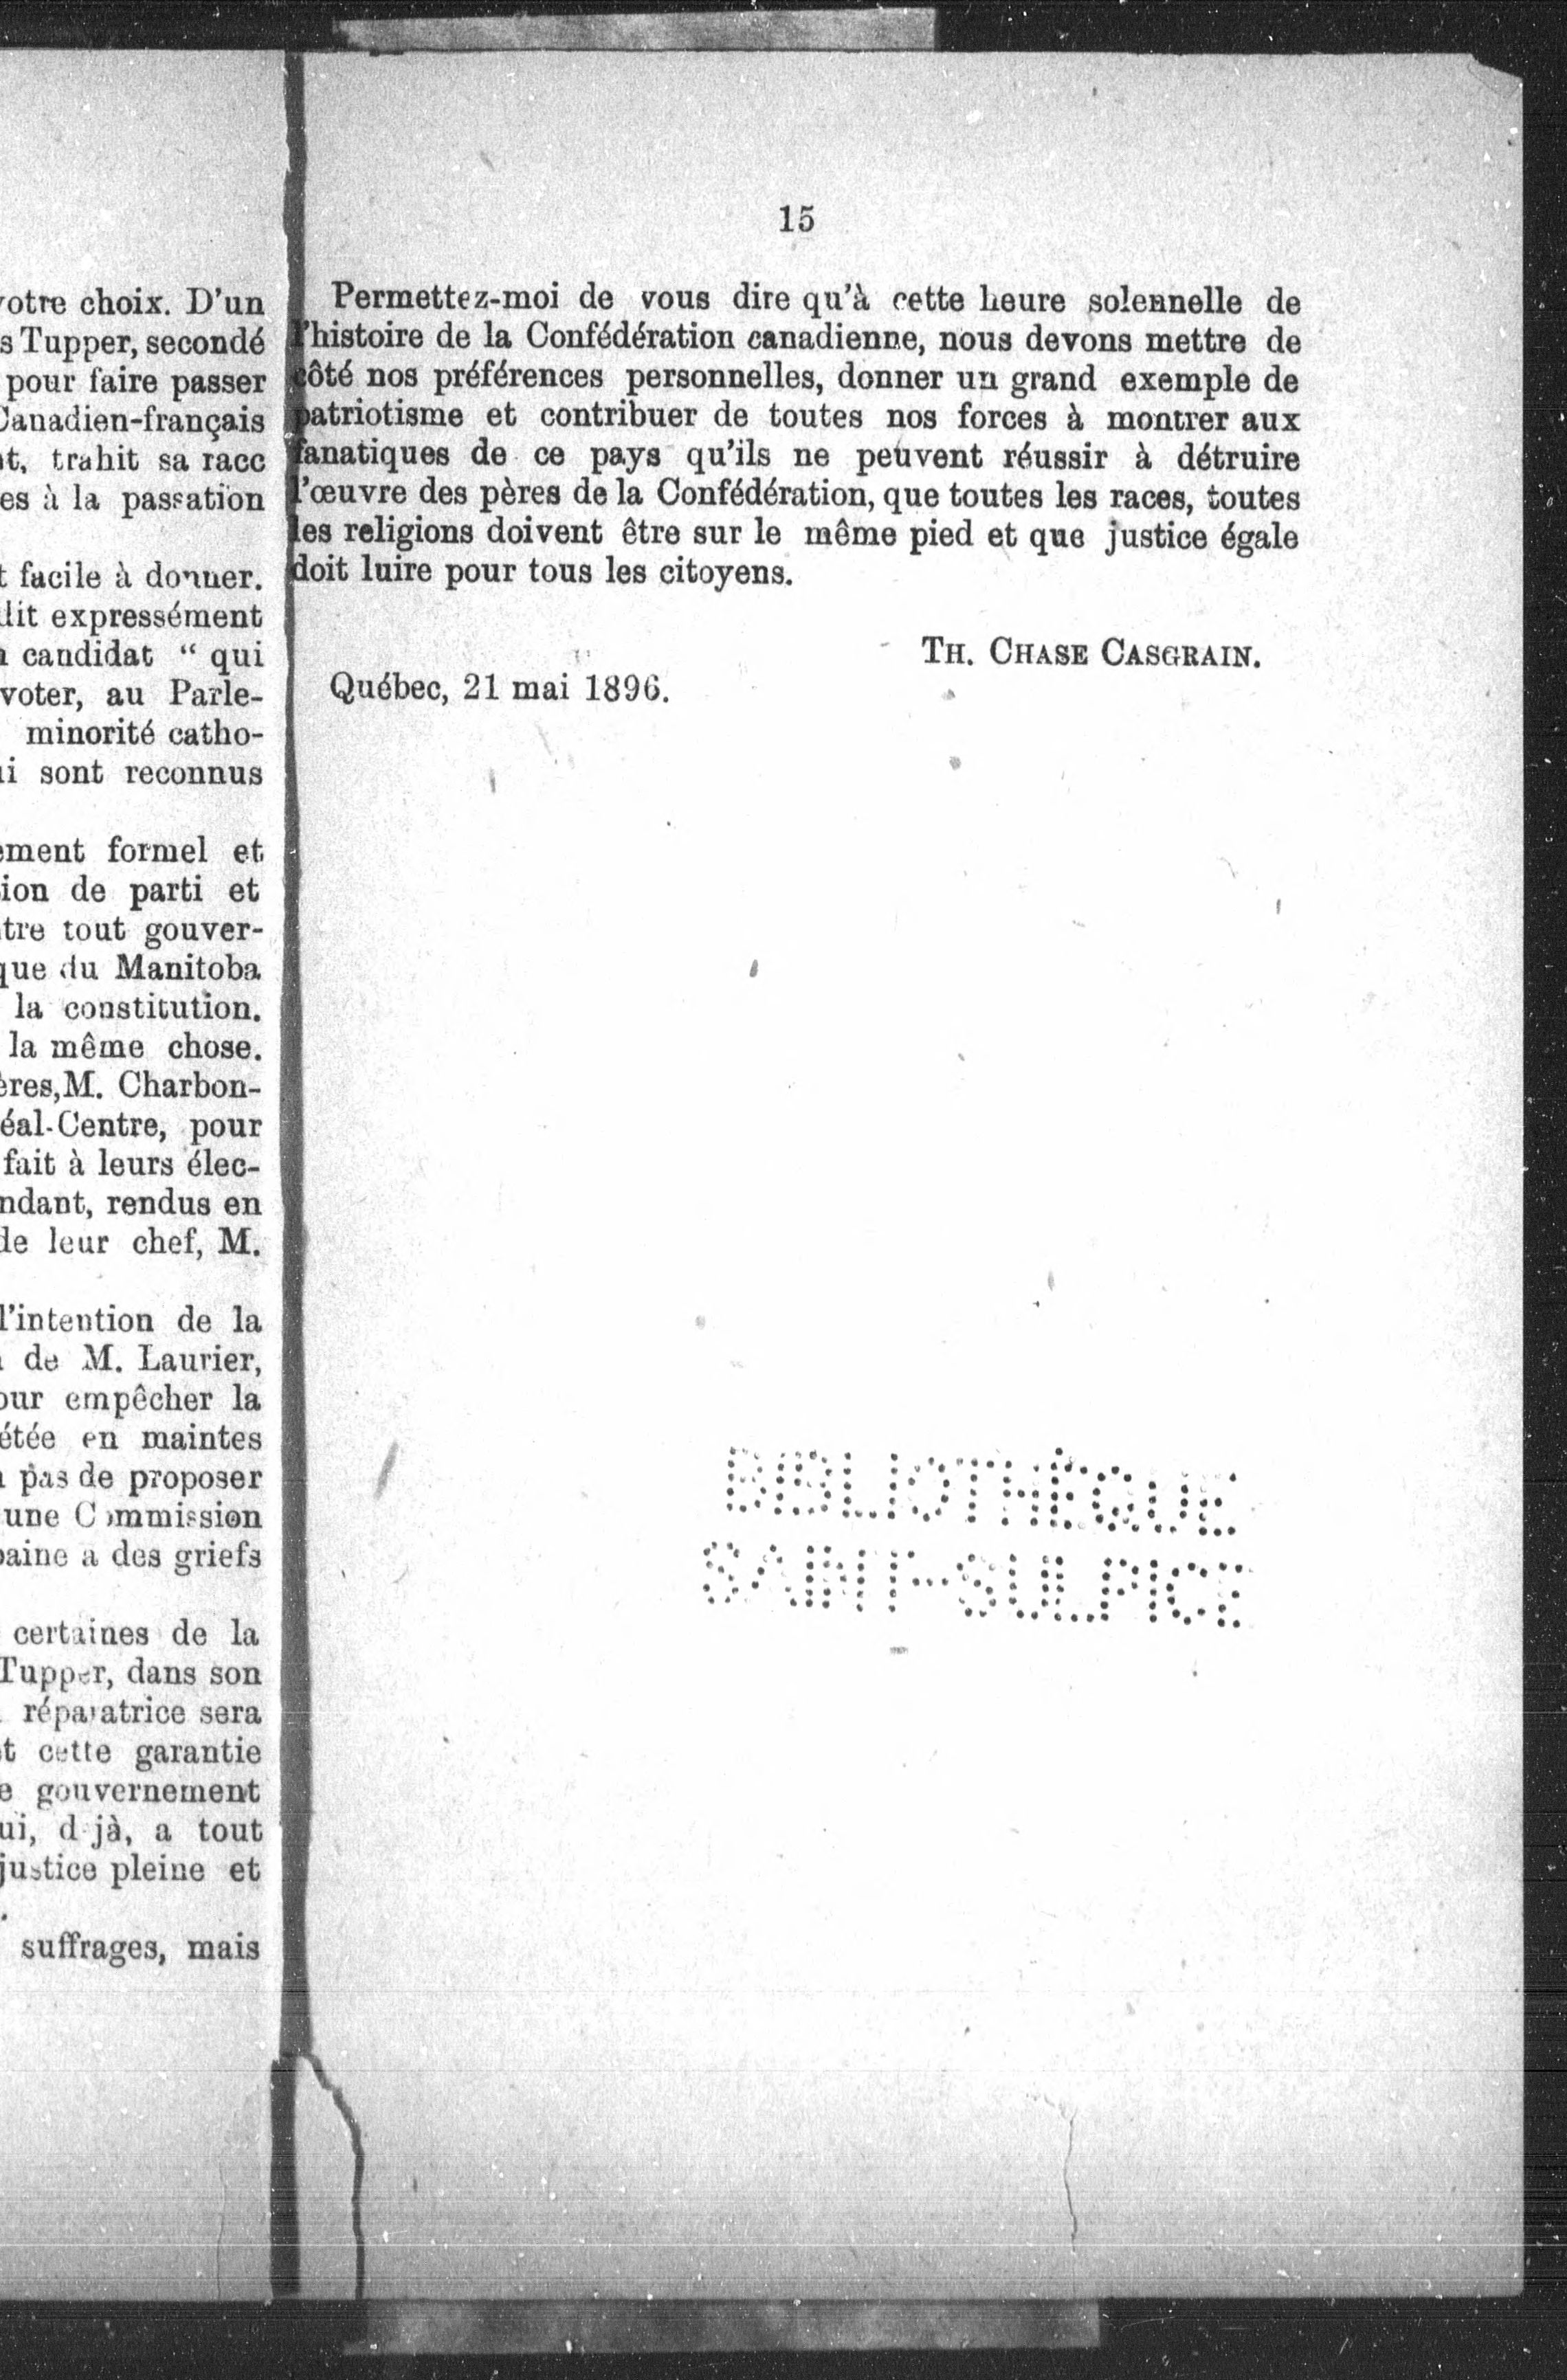 votre choix. D'un
s Tupper, secondé
pour faire passer
Canadien-français
t, trahit sa race
es à la passation
t facile à donner.
dit expressément
candidat " qui
voter, au Parle-
minorité catho-
sont reconnus
formel et
de parti et
tout gouver-
que du Manitoba
la constitution.
la même chose.
M. Charbon-
éal-Centre, pour
fait à leurs élec-
ndant, rendus en
de leur chef, M.
l'intention de la
de M. Laurier,
our empêcher la
étée en maintes
pas de proposer
une Commission
baine a des griefs
certaines de la
Tupper, dans son
réparatrice sera
t cette garantie
e gouvernement
ui, déjà, a tout
justice pleine et
suffrages, mais
15
Permettez-moi de vous dire qu'à cette heure solennelle de
l'histoire de la Confédération canadienne, nous devons mettre de
côté nos préférences personnelles, donner un grand exemple de
patriotisme et contribuer de toutes nos forces à montrer aux
fanatiques de ce pays qu'ils ne peuvent réussir à détruire
l'œuvre des pères de la Confédération, que toutes les races, toutes
les religions doivent être sur le même pied et que justice égale
doit luire pour tous les citoyens.
TH. CHASE CASGRAIN.
Québec, 21 mai 1896.
BIBLIOTHÈQUE
SAINT-SULPICE